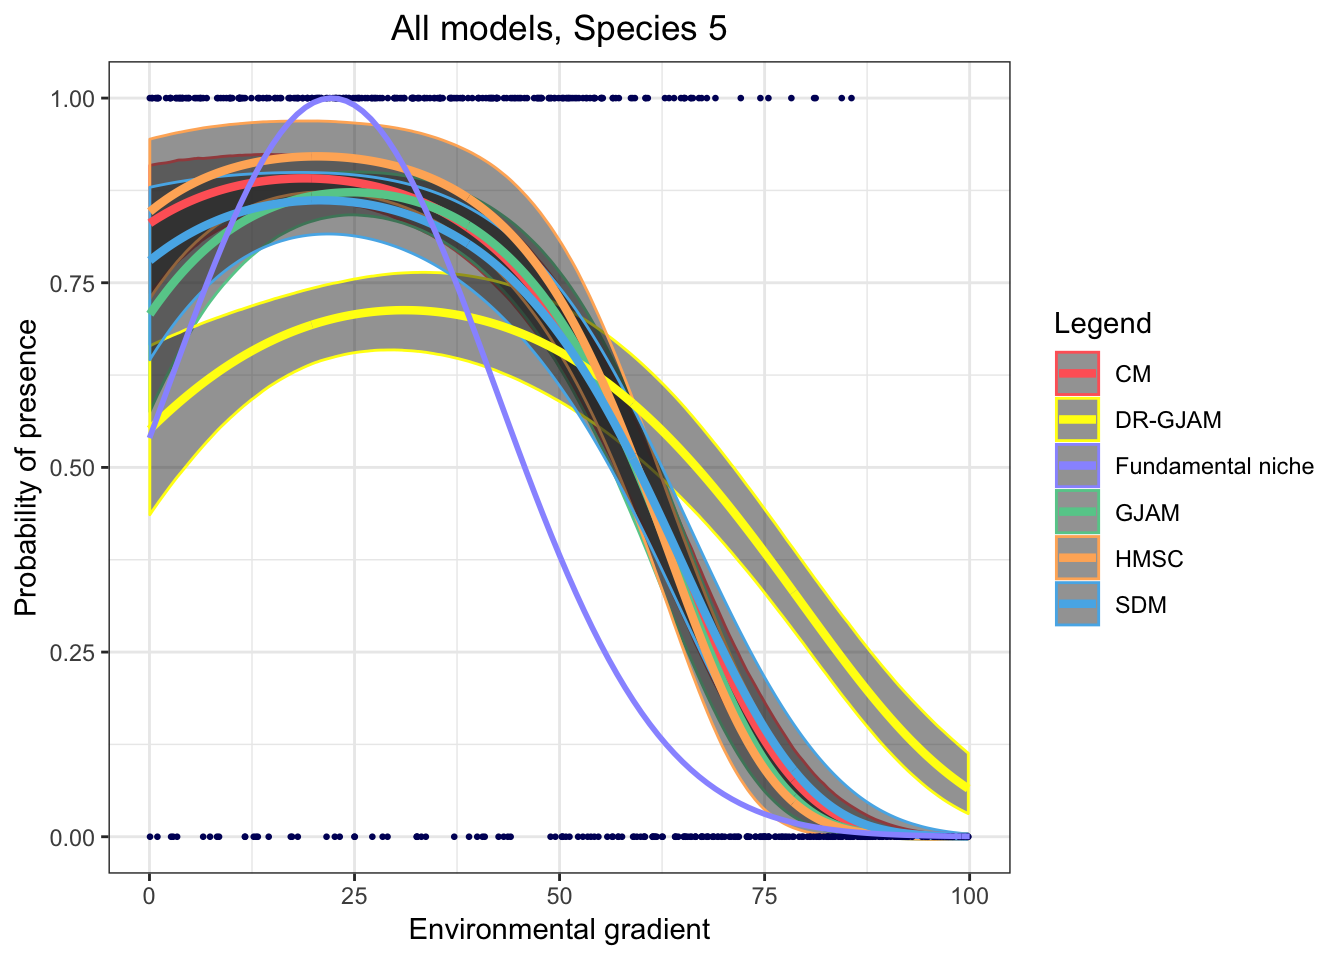 All models, Species 5
Probability of presence
1.00
0.75
0.50
0.25
0.00
0
25
50
75
100
Environmental gradient
Legend
CM
DR-GJAM
Fundamental niche
GJAM
HMSC
SDM